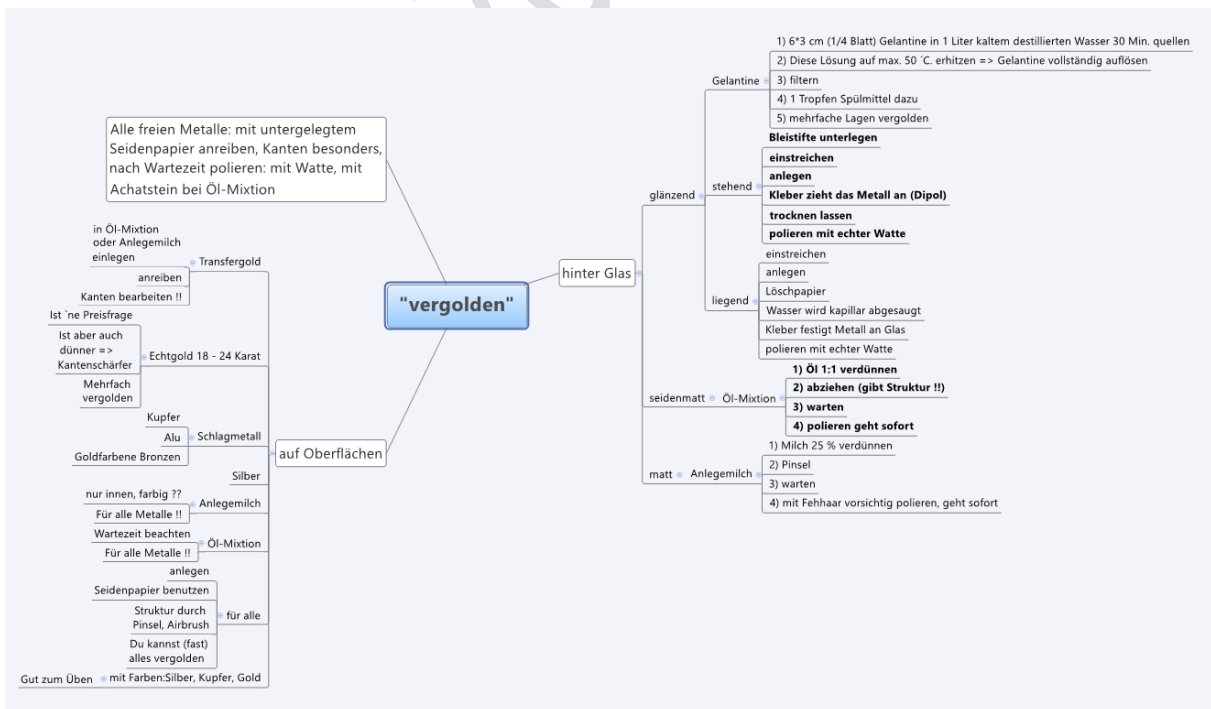 "vergolden"
Alle freien Metalle: mit untergelegtem
Seidenpapier anreiben, Kanten besonders,
nach Wartezeit polieren: mit Watte, mit
Achatstein bei Öl-Mixtion
hinter Glas
glänzend
Gelantine
1) 6*3 cm (1/4 Blatt) Gelantine in 1 Liter kaltem destillierten Wasser 30 Min. quellen
2) Diese Lösung auf max. 50 ´C. erhitzen => Gelantine vollständig auflösen
3) filtern
4) 1 Tropfen Spülmittel dazu
5) mehrfache Lagen vergolden
stehend
Bleistifte unterlegen
einstreichen
anlegen
Kleber zieht das Metall an (Dipol)
trocknen lassen
polieren mit echter Watte
liegend
einstreichen
anlegen
Löschpapier
Wasser wird kapillar abgesaugt
Kleber festigt Metall an Glas
polieren mit echter Watte
seidenmatt
Öl-Mixtion
1) Öl 1:1 verdünnen
2) abziehen (gibt Struktur !!)
3) warten
4) polieren geht sofort
matt
Anlegemilch
1) Milch 25 % verdünnen
2) Pinsel
3) warten
4) mit Fehhaar vorsichtig polieren, geht sofort
auf Oberflächen
Transfergold
in Öl-Mixtion
oder Anlegemilch
einlegen
anreiben
Kanten bearbeiten !!
Echtgold 18 - 24 Karat
Ist `ne Preisfrage
Ist aber auch
dünner =>
Kantenschärfer
Mehrfach
vergolden
Schlagmetall
Kupfer
Alu
Goldfarbene Bronzen
Silber
Anlegemilch
nur innen, farbig ??
Für alle Metalle !!
Öl-Mixtion
Wartezeit beachten
Für alle Metalle !!
für alle
anlegen
Seidenpapier benutzen
Struktur durch
Pinsel, Airbrush
Du kannst (fast)
alles vergolden
mit Farben:Silber, Kupfer, Gold
Gut zum Üben